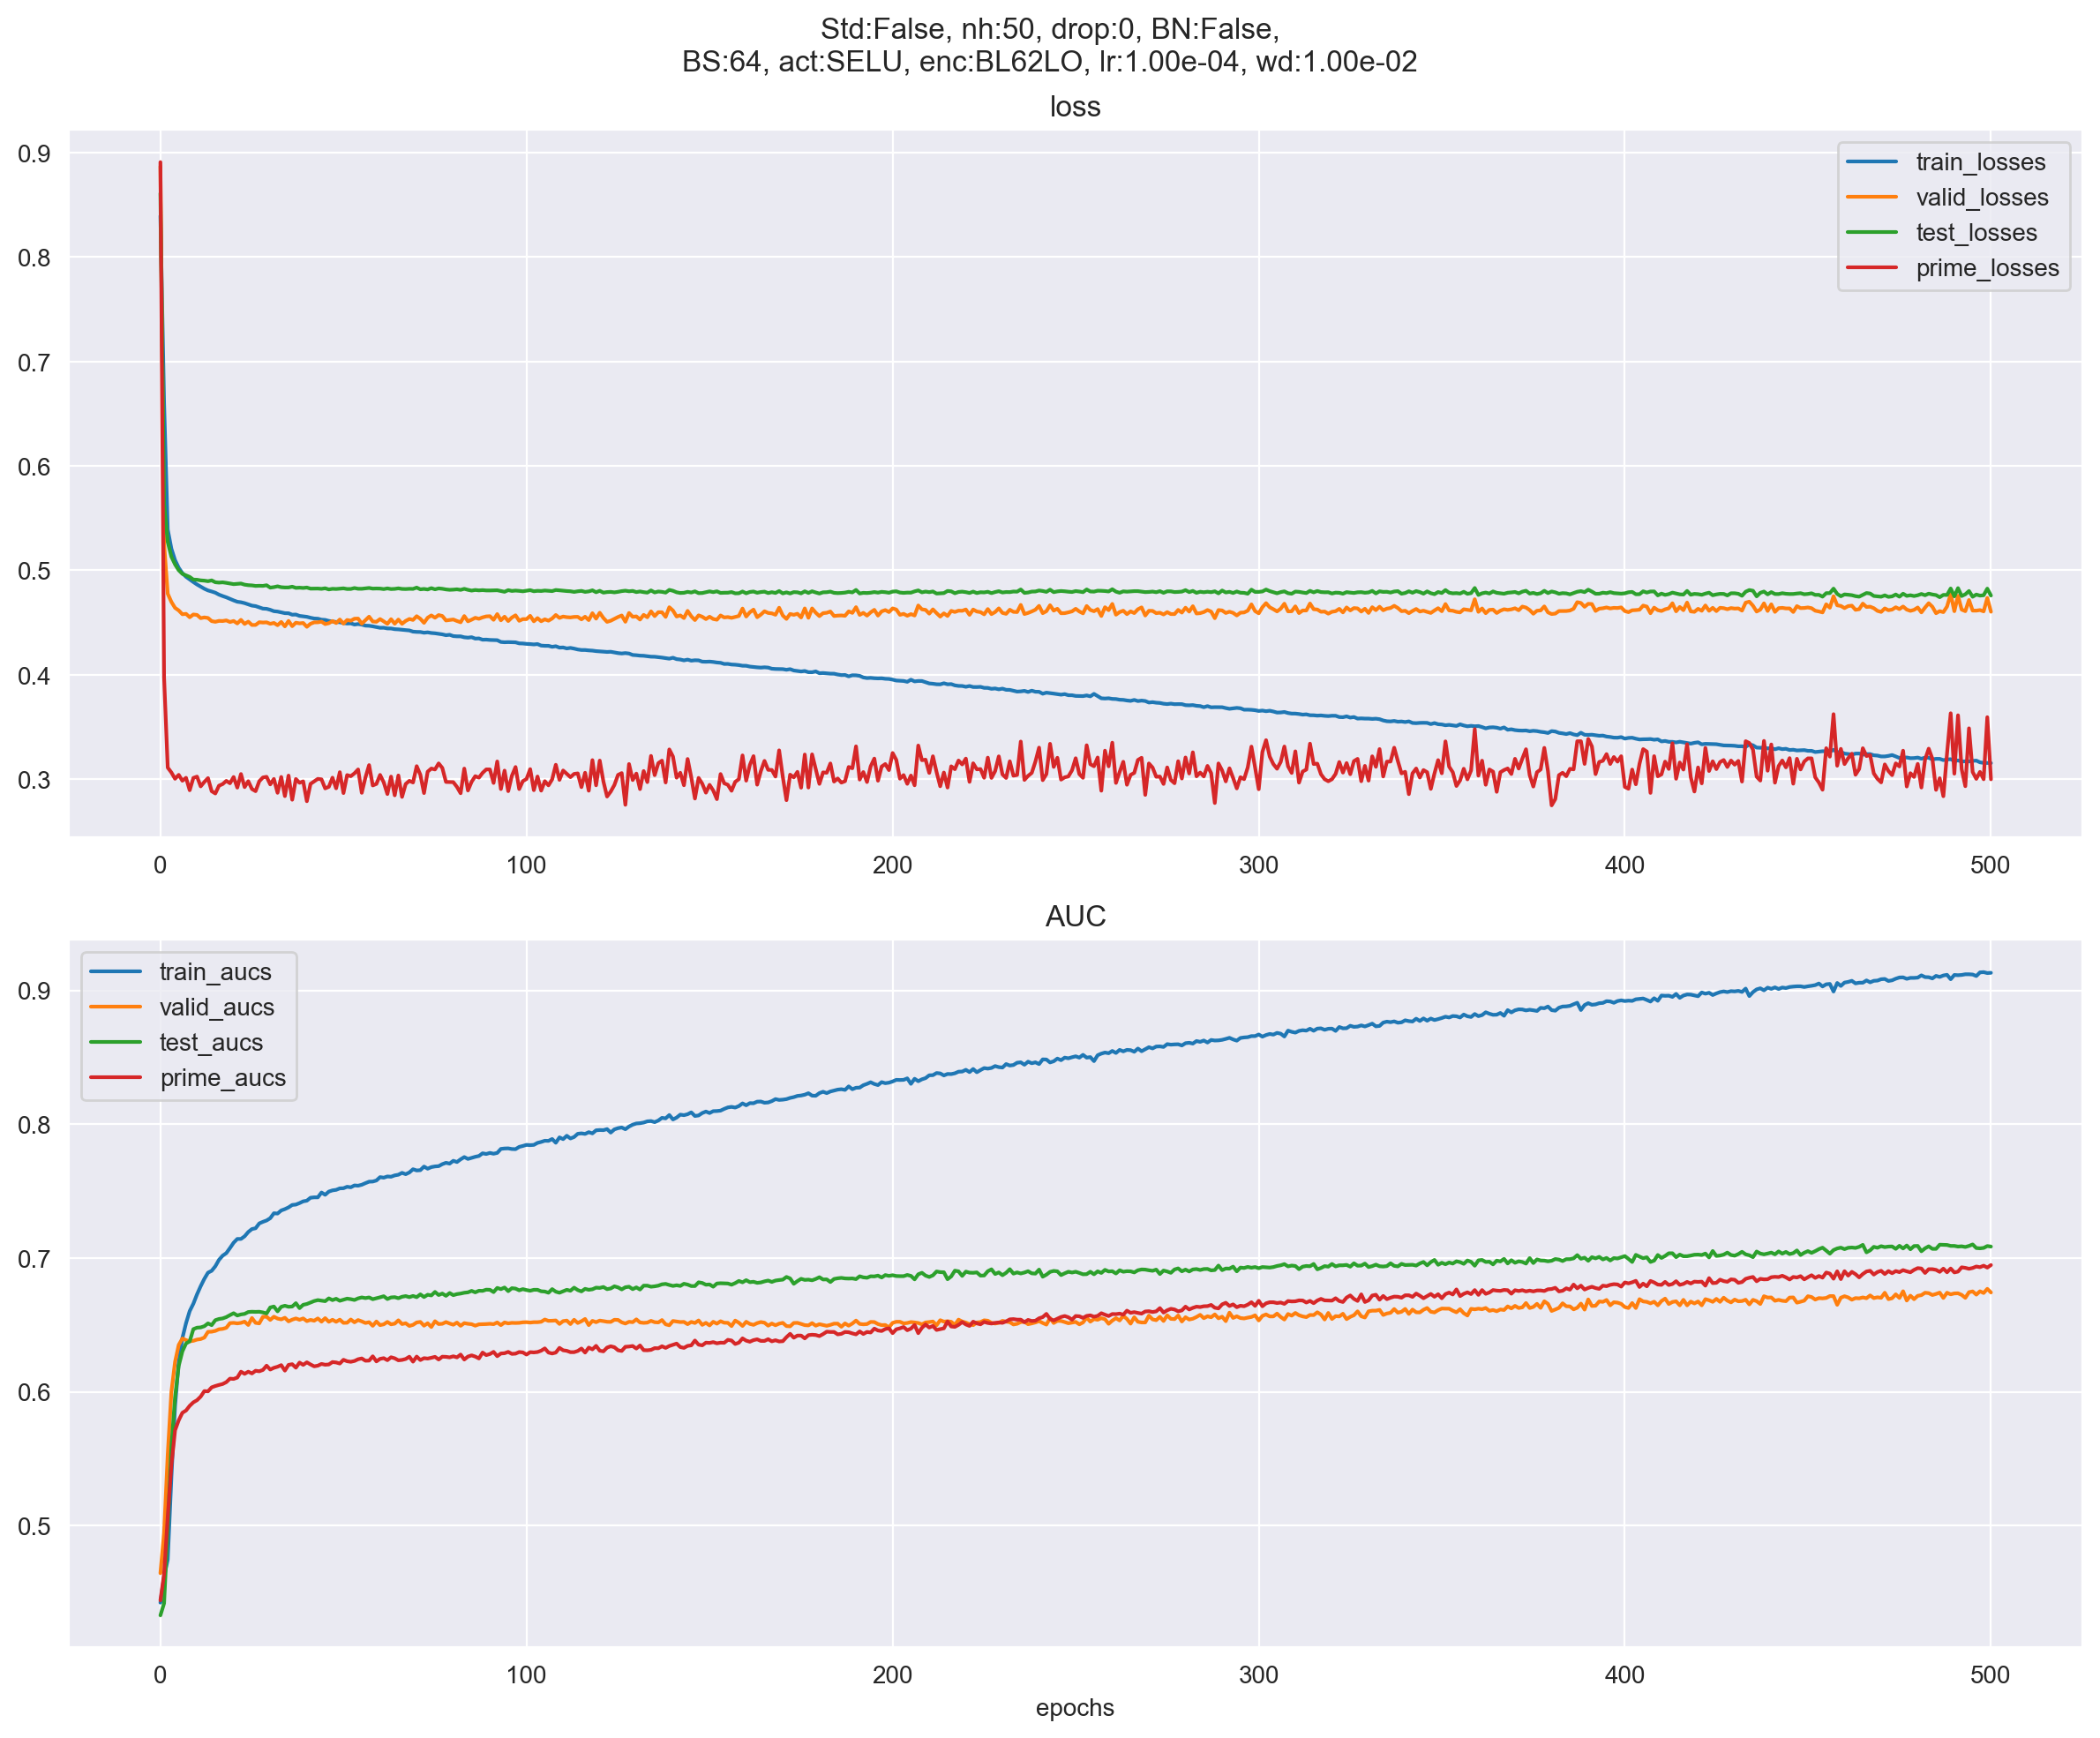 Std:False, nh:50, drop:0, BN:False,
BS:64, act:SELU, enc:BL62LO, lr:1.00e-04, wd:1.00e-02
loss
0.9
0.8
0.7
0.6
0.5
0.4
0.3
train_losses
valid_losses
test_losses
prime_losses
0 100 200 300 400 500
AUC
0.9
0.8
0.7
0.6
0.5
train_aucs
valid_aucs
test_aucs
prime_aucs
0 100 200 300 400 500
epochs